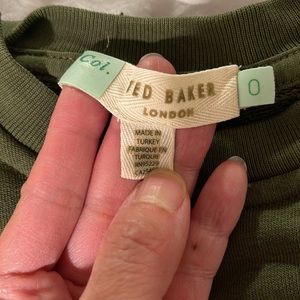 Col.
TED BAKER
LONDON
0
MADE IN
TURKEY
FABRIQUE EN
TURQUIE